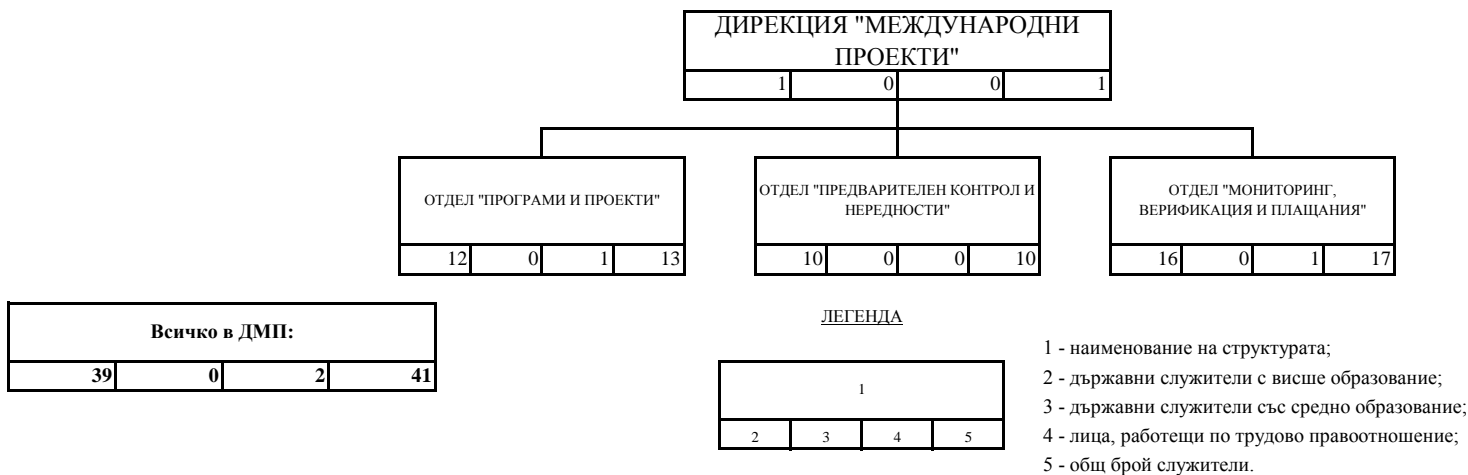 ДИРЕКЦИЯ "МЕЖДУНАРОДНИ
ПРОЕКТИ"
1 0 0 1
ОТДЕЛ "ПРОГРАМИ И ПРОЕКТИ"
12 0 1 13
ОТДЕЛ "ПРЕДВАРИТЕЛЕН КОНТРОЛ И
НЕРЕДНОСТИ"
10 0 0 10
ОТДЕЛ "МОНИТОРИНГ,
ВЕРИФИКАЦИЯ И ПЛАЩАНИЯ"
16 0 1 17
Всичко в ДМП:
39 0 2 41
ЛЕГЕНДА
1
2 3 4 5
1 - наименование на структурата;
2 - държавни служители с висше образование;
3 - държавни служители със средно образование;
4 - лица, работещи по трудово правоотношение;
5 - общ брой служители.